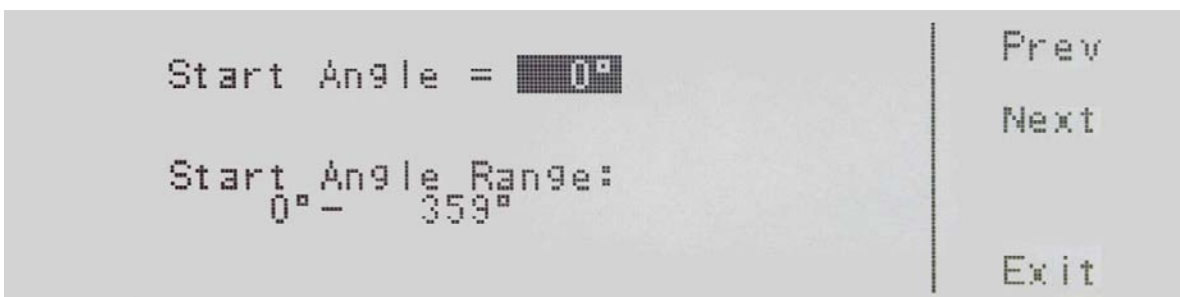 Start Angle = 0°
Start Angle Range:
0° - 359°
Prev
Next
Exit